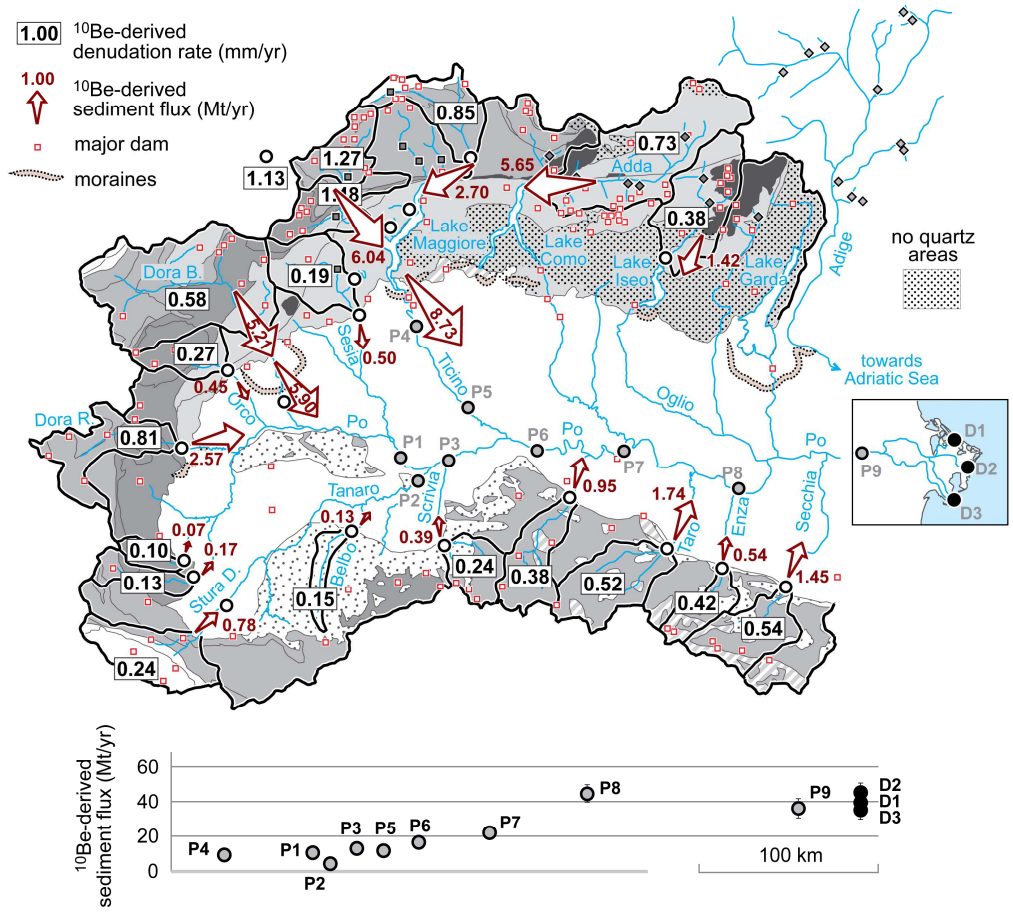 1.00
10Be-derived
denudation rate (mm/yr)
1.00
10Be-derived
sediment flux (Mt/yr)
major dam
moraines
0.85
0.73
1.27
5.65
Adda
1.13
1.18
2.70
0.38
Lake
Maggiore
6.04
Lake
Como
Lake
Iseo
1.42
Lake
Garda
Adige
no quartz
areas
Dora B.
0.19
0.58
8.73
5.21
Sesia
P4
0.50
0.27
0.45
Orco
5.90
Ticino
P5
towards
Adriatic Sea
Oglio
Dora R.
0.81
2.57
Po
P1
P3
P6
Po
P7
Po
P8
P9
D1
D2
D3
Tanaro
P2
Scrivia
0.95
1.74
Taro
Enza
Secchia
0.07
0.13
0.39
0.10
0.17
0.13
Belbo
0.24
0.38
0.52
0.54
1.45
Stura D.
0.15
0.42
0.54
0.78
0.24
10Be-derived
sediment flux (Mt/yr)
60
40
20
0
P4
P1
P2
P3
P5
P6
P7
P8
P9
D2
D1
D3
100 km